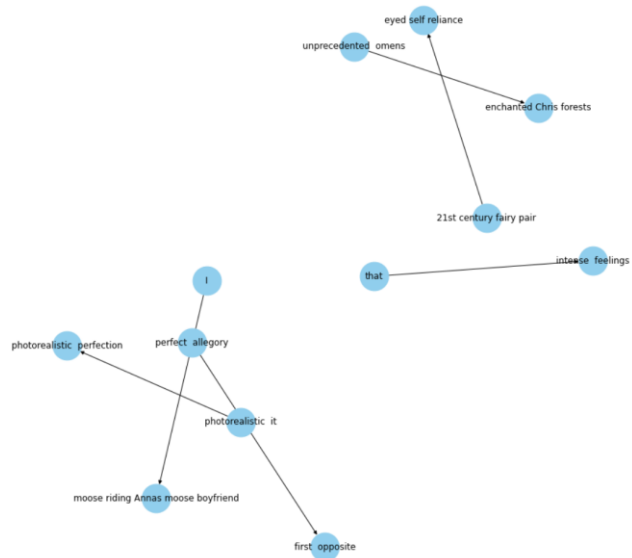 eyed self reliance
unprecedented  omens
enchanted Chris forests
21st century fairy pair
intense  feelings
that
I
perfect  allegory
photorealistic  perfection
photorealistic  it
moose riding Annas moose boyfriend
first  opposite